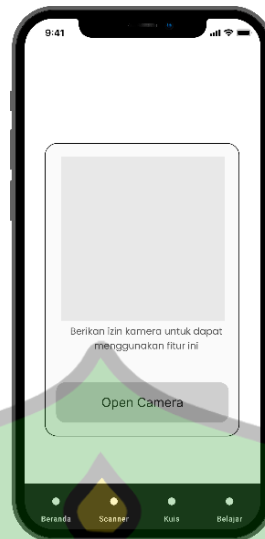 9:41
Berikan izin kamera untuk dapat
menggunakan fitur ini
Open Camera
Beranda Scanner Kuis Belajar